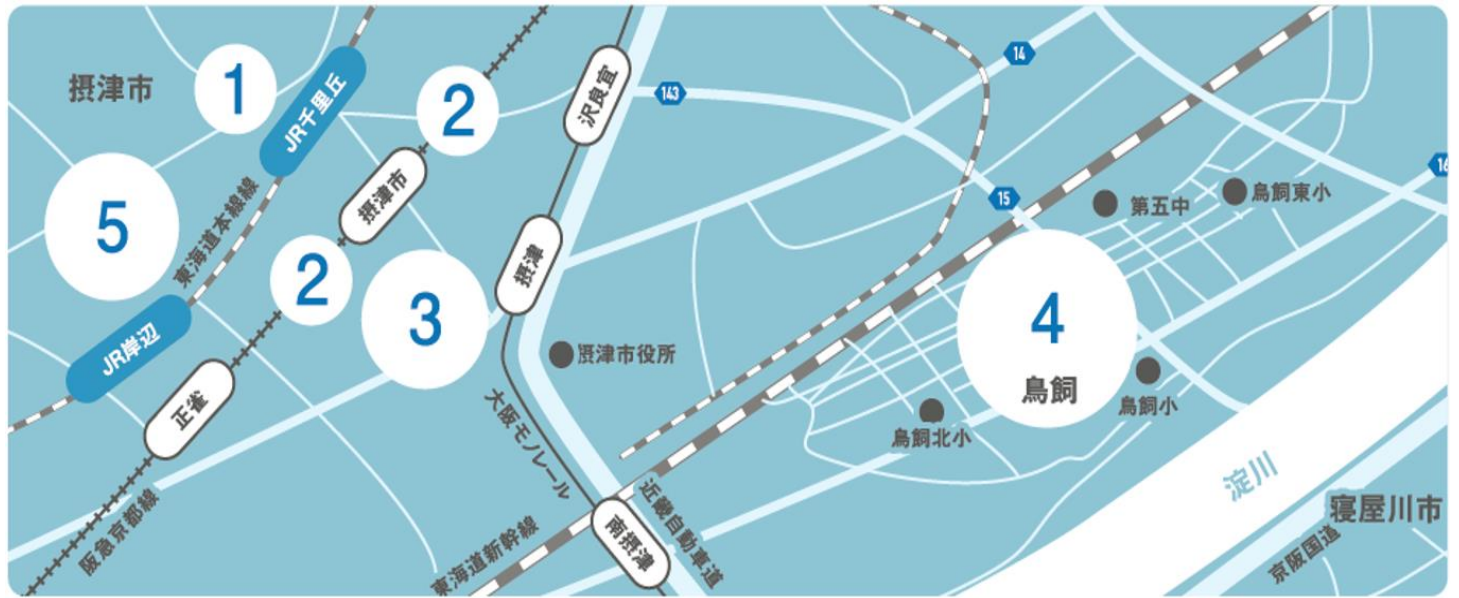 摂津市
1
JR千里丘
2
沢良宜
143
14
摂津市
5
東海道本線線
15
16
第五中
鳥飼東小
摂津
2
3
4
鳥飼
JR岸辺
摂津市役所
正雀
大阪モノレール
鳥飼北小
鳥飼小
淀川
阪急京都線
東海道新幹線
南摂津
近畿自動車道
寝屋川市
京阪国道